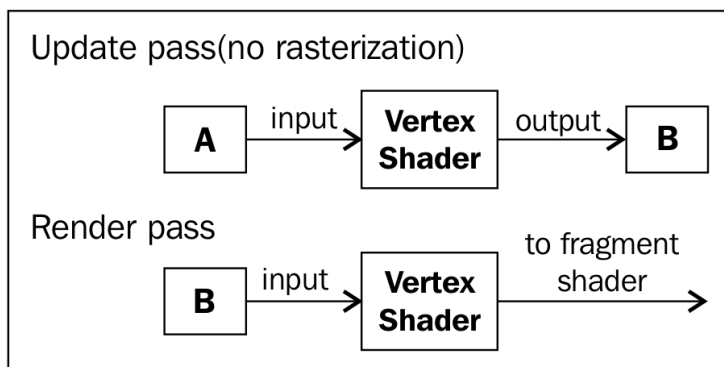 Update pass(no rasterization)
A
input
Vertex
Shader
output
B
Render pass
B
input
Vertex
Shader
to fragment
shader